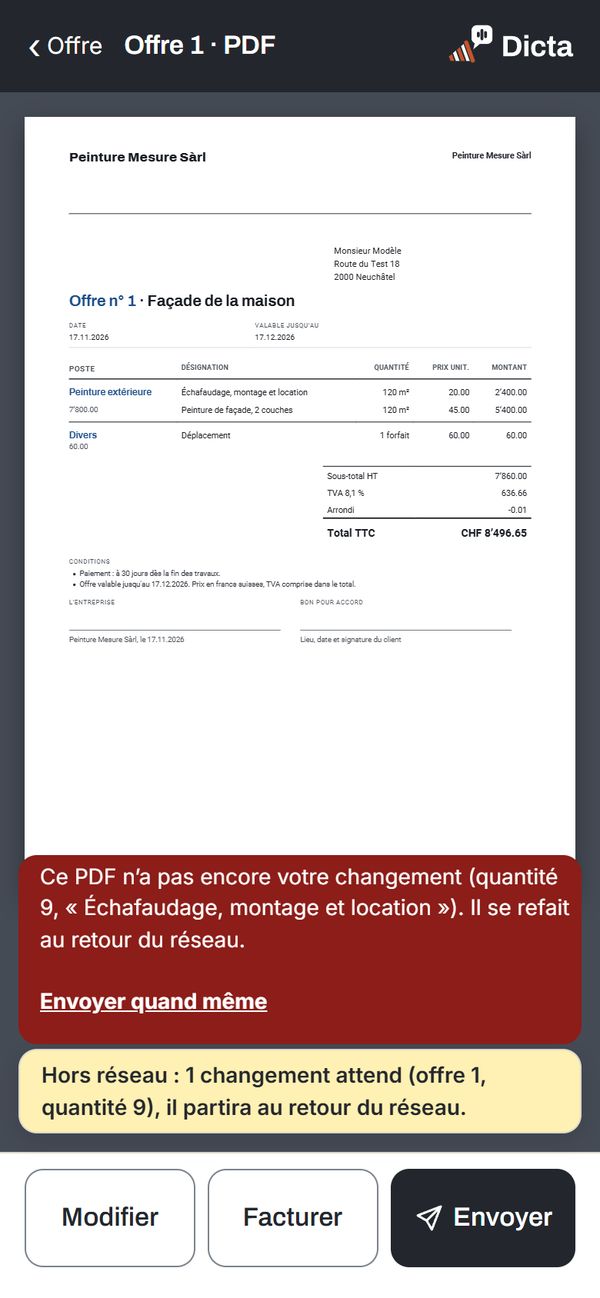 ‹ Offre Offre 1 · PDF Dicta
Peinture Mesure Sàrl Peinture Mesure Sàrl
Monsieur Modèle
Route du Test 18
2000 Neuchâtel
Offre n° 1 · Façade de la maison
DATE VALABLE JUSQU'AU
17.11.2026 17.12.2026
POSTE DÉSIGNATION QUANTITÉ PRIX UNIT. MONTANT
Peinture extérieure Échafaudage, montage et location 120 m² 20.00 2'400.00
7'800.00 Peinture de façade, 2 couches 120 m² 45.00 5'400.00
Divers Déplacement 1 forfait 60.00 60.00
60.00
Sous-total HT 7'860.00
TVA 8,1 % 636.66
Arrondi -0.01
Total TTC CHF 8'496.65
CONDITIONS
• Paiement : à 30 jours dès la fin des travaux.
• Offre valable jusqu'au 17.12.2026. Prix en francs suisses, TVA comprise dans le total.
L'ENTREPRISE BON POUR ACCORD
Peinture Mesure Sàrl, le 17.11.2026 Lieu, date et signature du client
Ce PDF n’a pas encore votre changement (quantité
9, « Échafaudage, montage et location »). Il se refait
au retour du réseau.
Envoyer quand même
Hors réseau : 1 changement attend (offre 1,
quantité 9), il partira au retour du réseau.
Modifier Facturer Envoyer